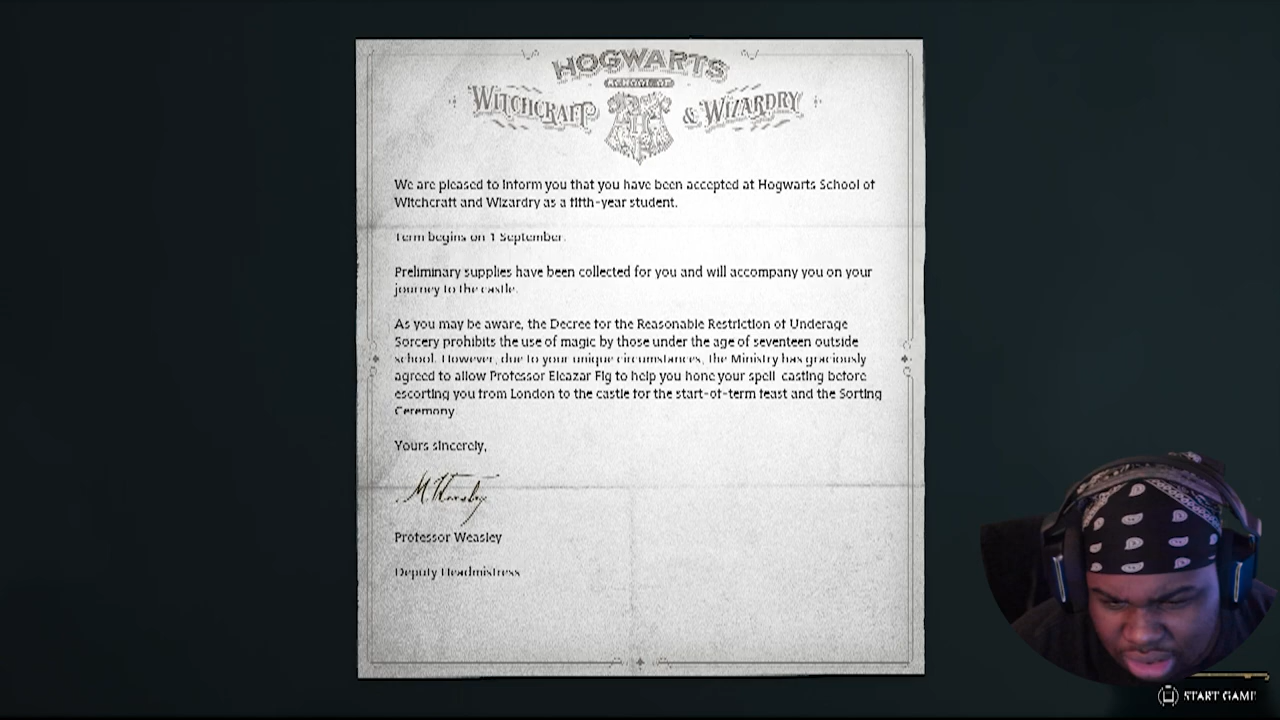 HOGWARTS
SCHOOL OF
WITCHCRAFT & WIZARDRY
We are pleased to inform you that you have been accepted at Hogwarts School of
Witchcraft and Wizardry as a fifth-year student.
Term begins on 1 September.
Preliminary supplies have been collected for you and will accompany you on your
journey to the castle.
As you may be aware, the Decree for the Reasonable Restriction of Underage
Sorcery prohibits the use of magic by those under the age of seventeen outside
school. However, due to your unique circumstances, the Ministry has graciously
agreed to allow Professor Eleazar Fig to help you hone your spell-casting before
escorting you from London to the castle for the start-of-term feast and the Sorting
Ceremony.
Yours sincerely,
M. Weasley
Professor Weasley
Deputy Headmistress
START GAME